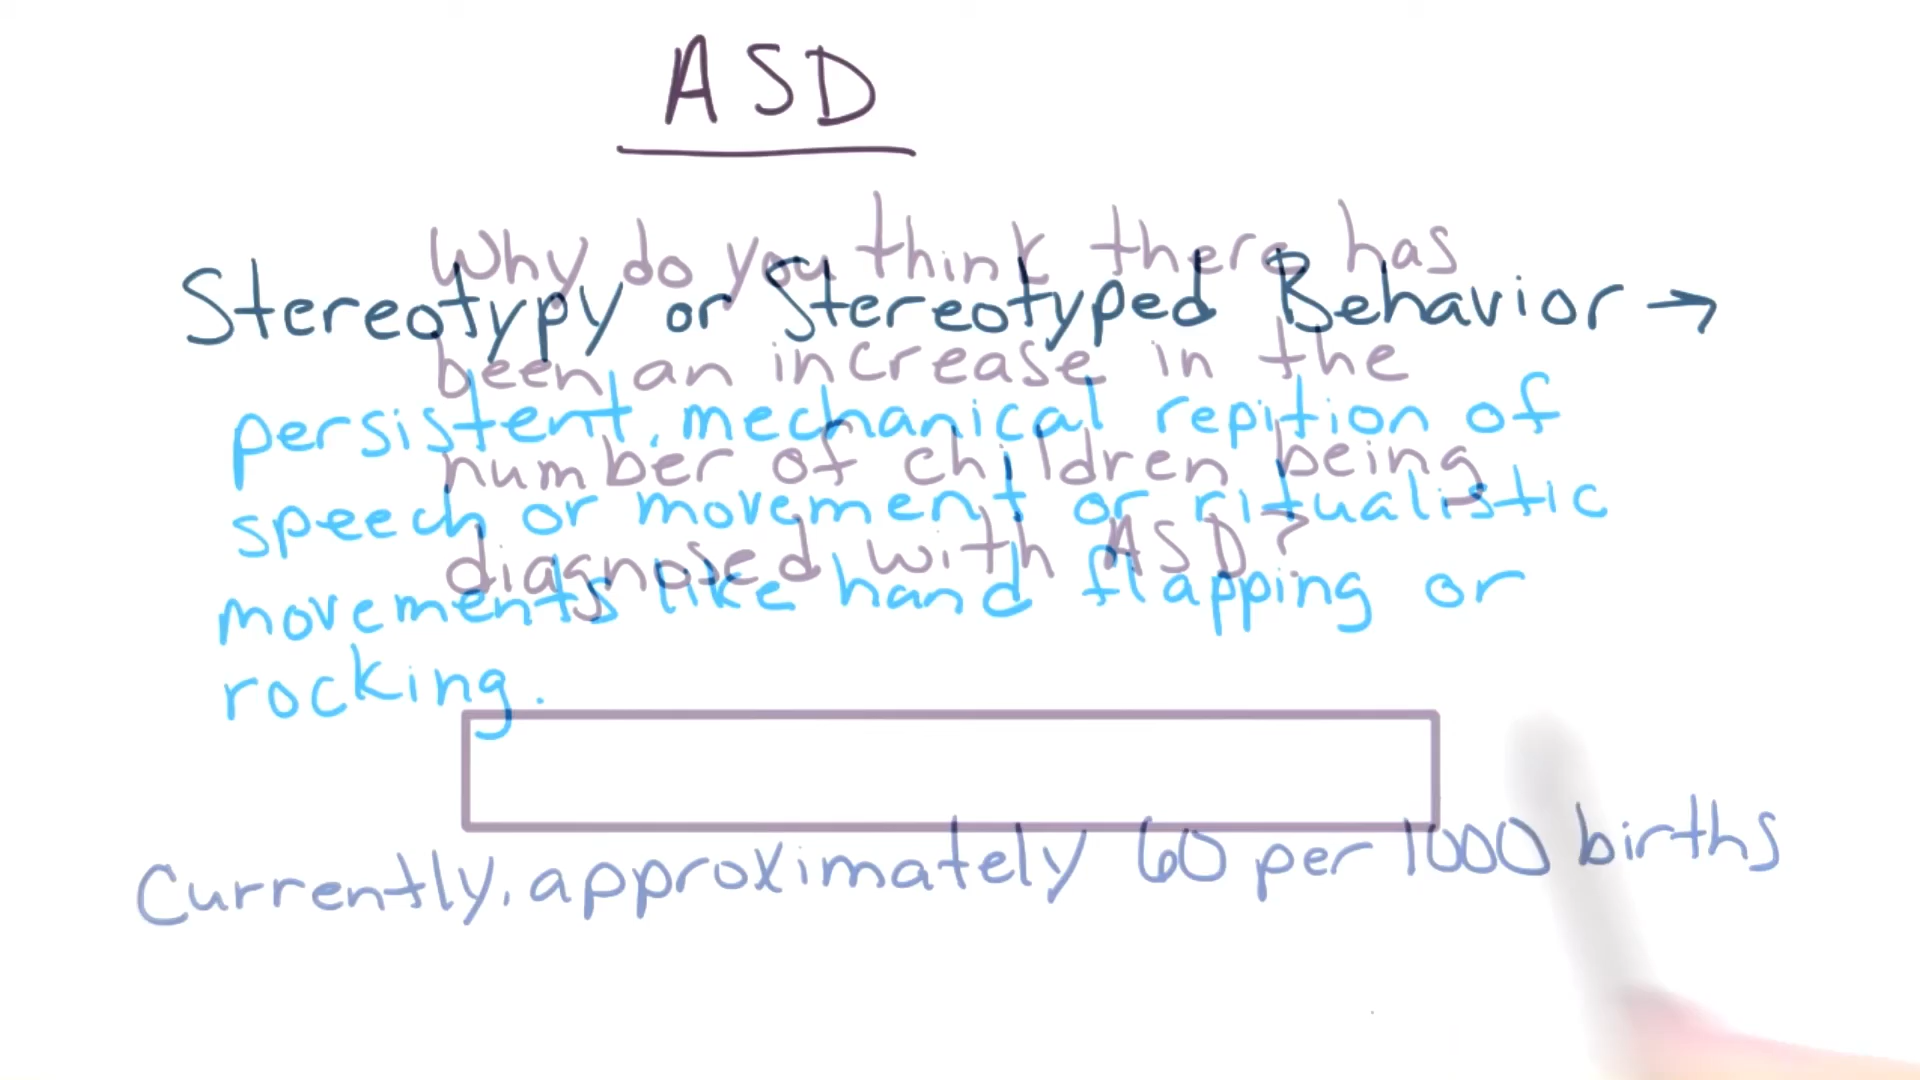 ASD
Why do you think there has
Stereotypy or Stereotyped Behavior →
been an increase in the
persistent, mechanical repition of
number of children being
speech or movement or ritualistic
diagnosed with ASD?
movements like hand flapping or
rocking.
Currently, approximately 60 per 1000 births